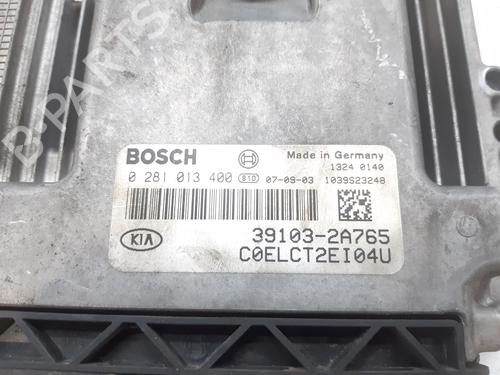 B-PARTS
BOSCH
Made in Germany
1324 0140
0 281 013 400 810 07-09-03 1039S23248
KIA
39103-2A765
C0ELCT2EI04U